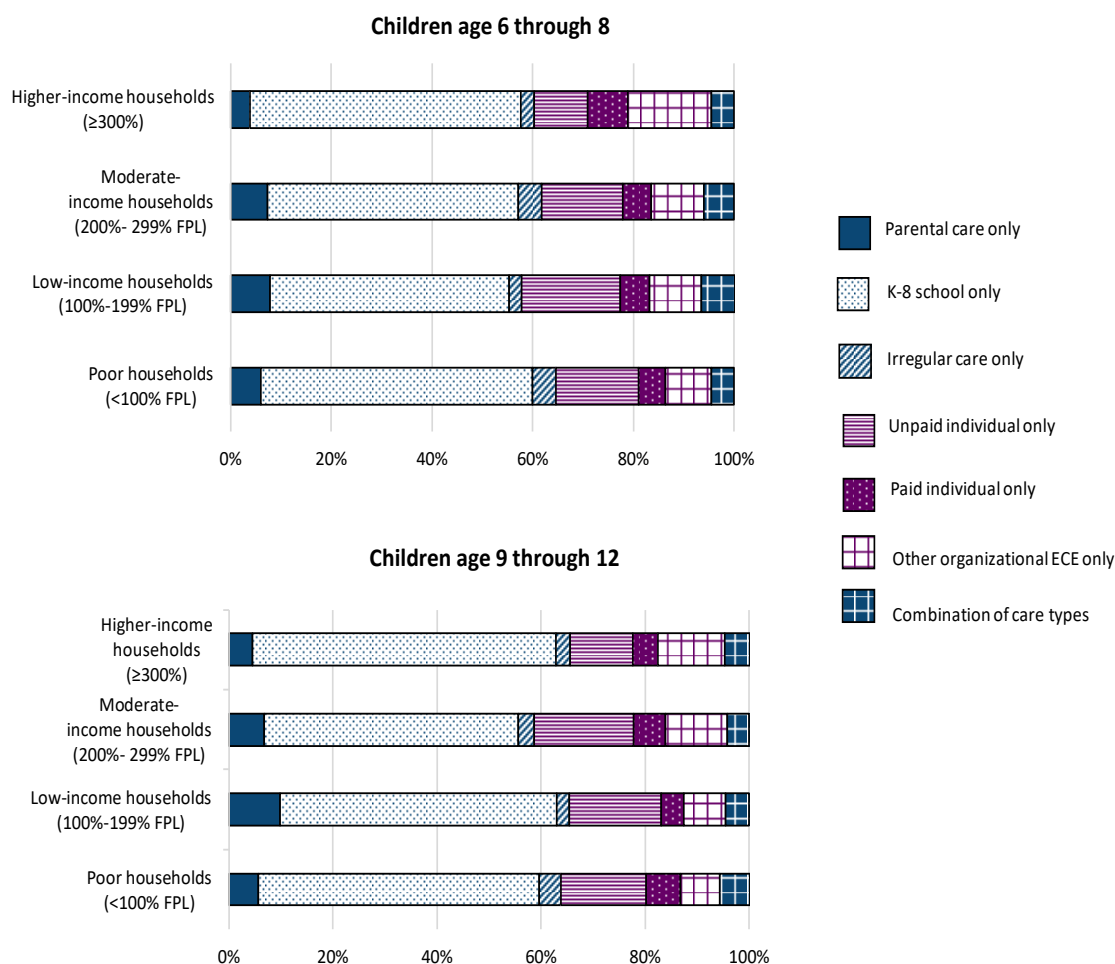 Children age 6 through 8
Higher-income households
(≥300%)
Moderate-
income households
(200%- 299% FPL)
Low-income households
(100%-199% FPL)
Poor households
(<100% FPL)
0% 20% 40% 60% 80% 100%
Children age 9 through 12
Higher-income
households
(≥300%)
Moderate-
income households
(200%- 299% FPL)
Low-income households
(100%-199% FPL)
Poor households
(<100% FPL)
0% 20% 40% 60% 80% 100%
Parental care only
K-8 school only
Irregular care only
Unpaid individual only
Paid individual only
Other organizational ECE only
Combination of care types